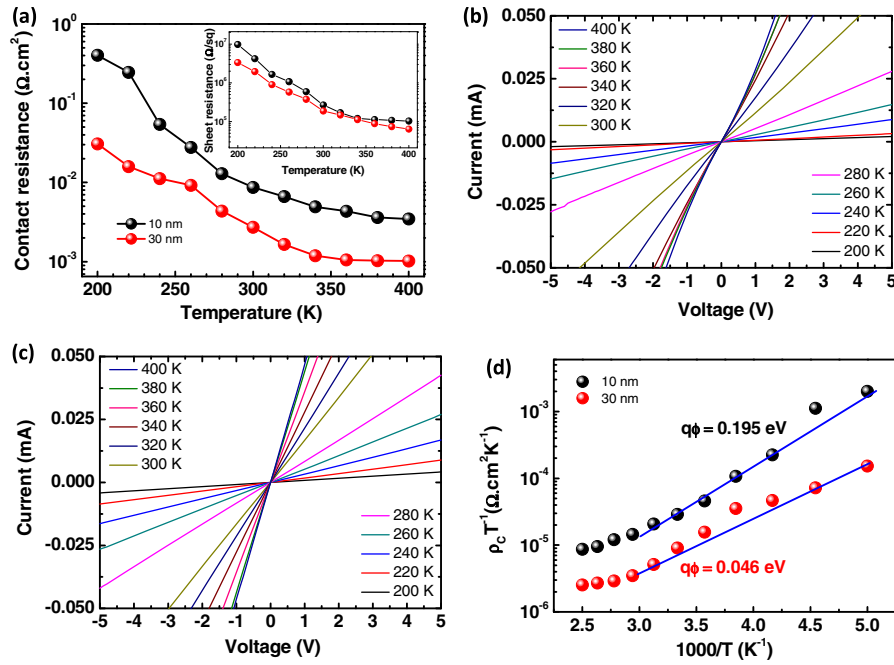 (a)
Contact resistance (Ω.cm²)
10⁰
10⁻¹
10⁻²
10⁻³
200 250 300 350 400
Temperature (K)
10 nm
30 nm
Sheet resistance (Ω/sq)
10⁷
10⁶
10⁵
200 240 280 320 360 400
Temperature (K)
(b)
Current (mA)
0.050
0.025
0.000
-0.025
-0.050
400 K
380 K
360 K
340 K
320 K
300 K
280 K
260 K
240 K
220 K
200 K
-5 -4 -3 -2 -1 0 1 2 3 4 5
Voltage (V)
(c)
Current (mA)
0.050
0.025
0.000
-0.025
-0.050
400 K
380 K
360 K
340 K
320 K
300 K
280 K
260 K
240 K
220 K
200 K
-5 -4 -3 -2 -1 0 1 2 3 4 5
Voltage (V)
(d)
ρ_C T⁻¹(Ω.cm²K⁻¹)
10⁻³
10⁻⁴
10⁻⁵
10⁻⁶
10 nm
30 nm
qϕ = 0.195 eV
qϕ = 0.046 eV
2.5 3.0 3.5 4.0 4.5 5.0
1000/T (K⁻¹)